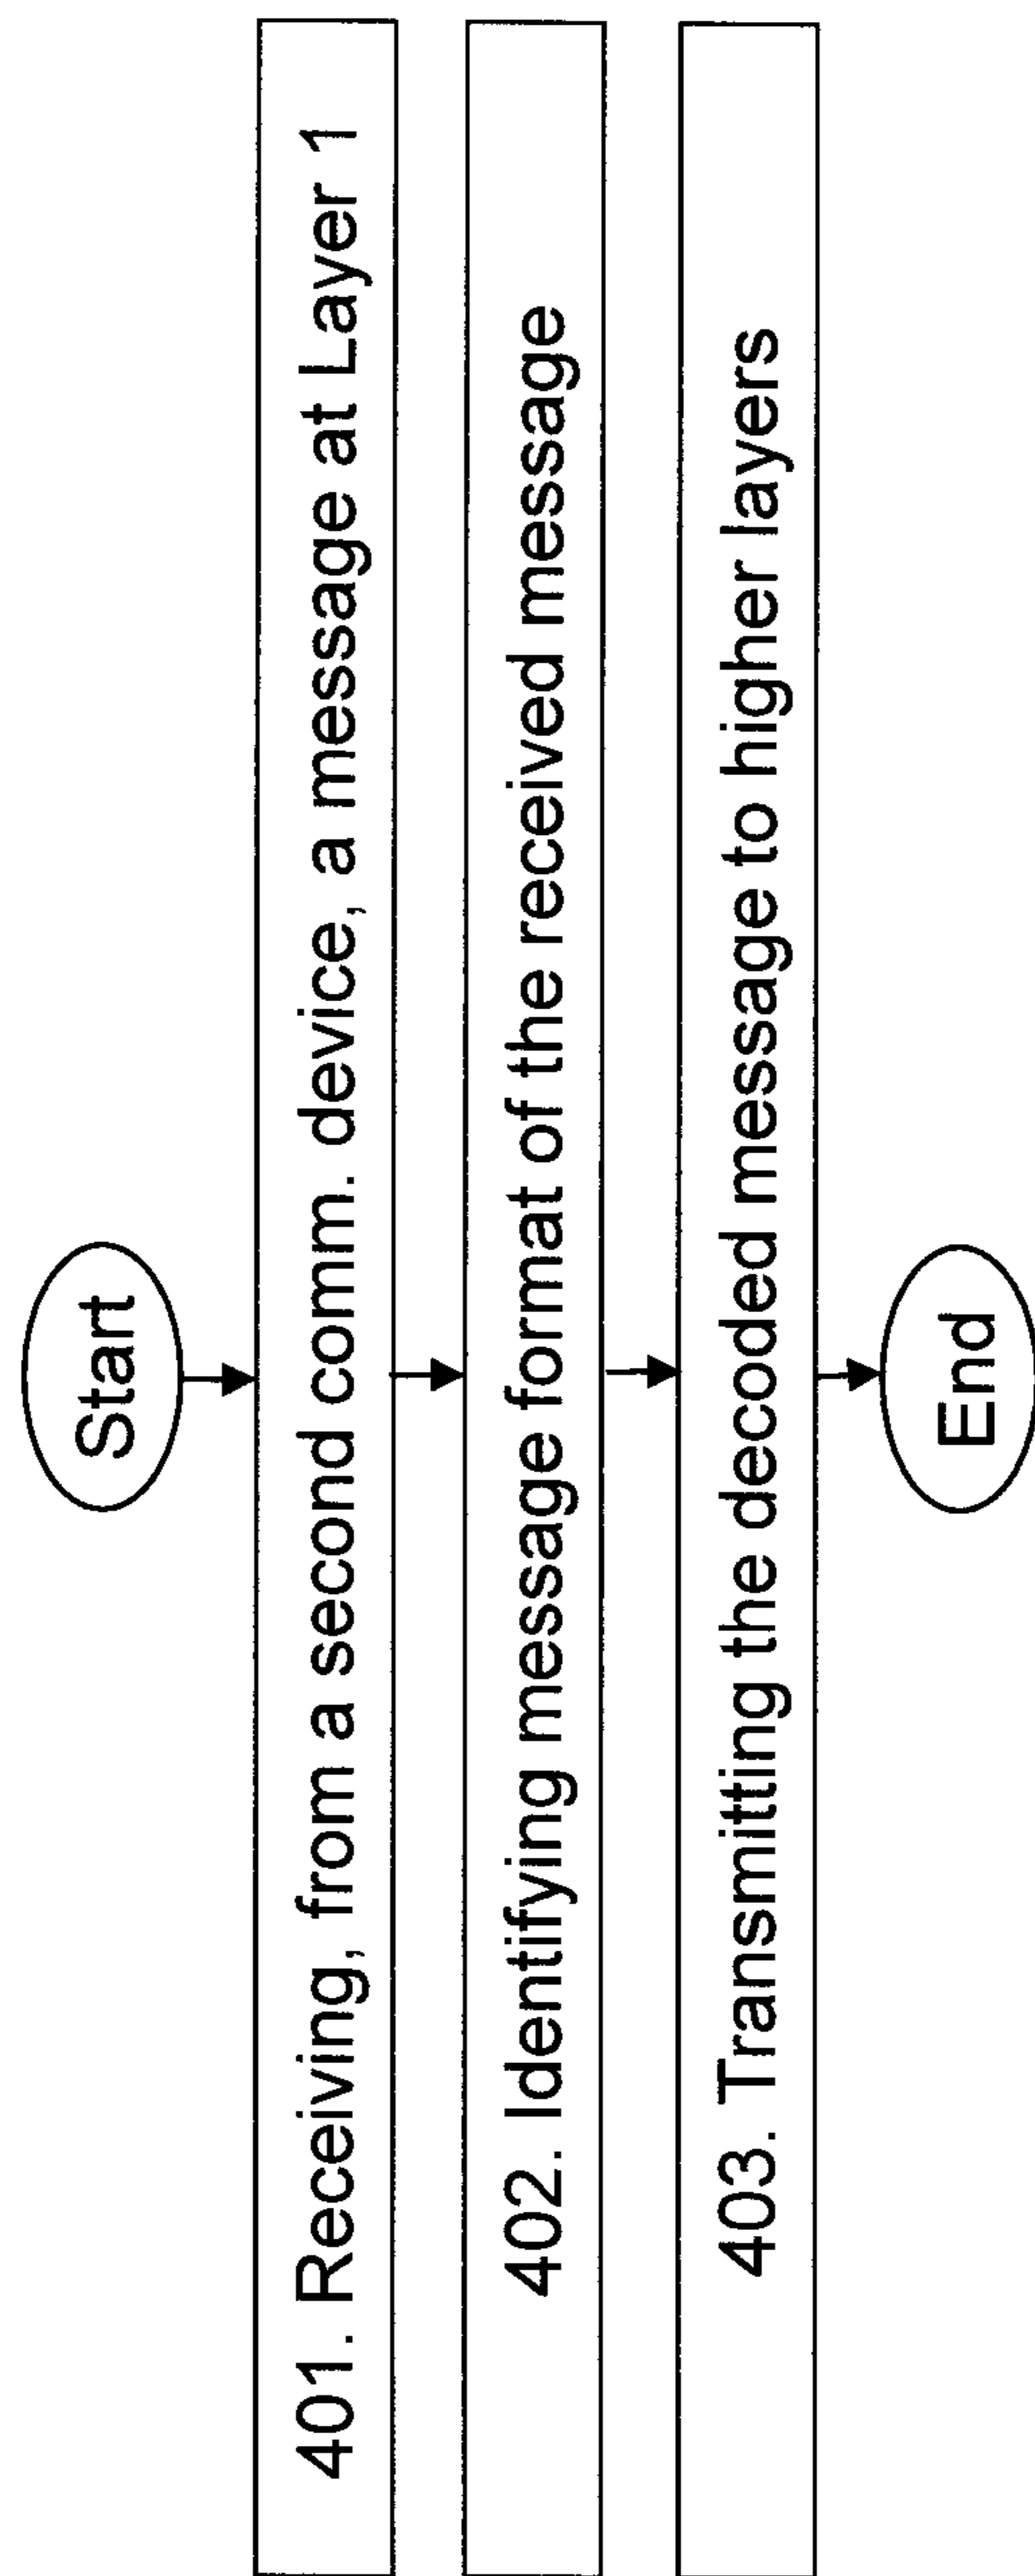 Start
401. Receiving, from a second comm. device, a message at Layer 1
402. Identifying message format of the received message
403. Transmitting the decoded message to higher layers
End